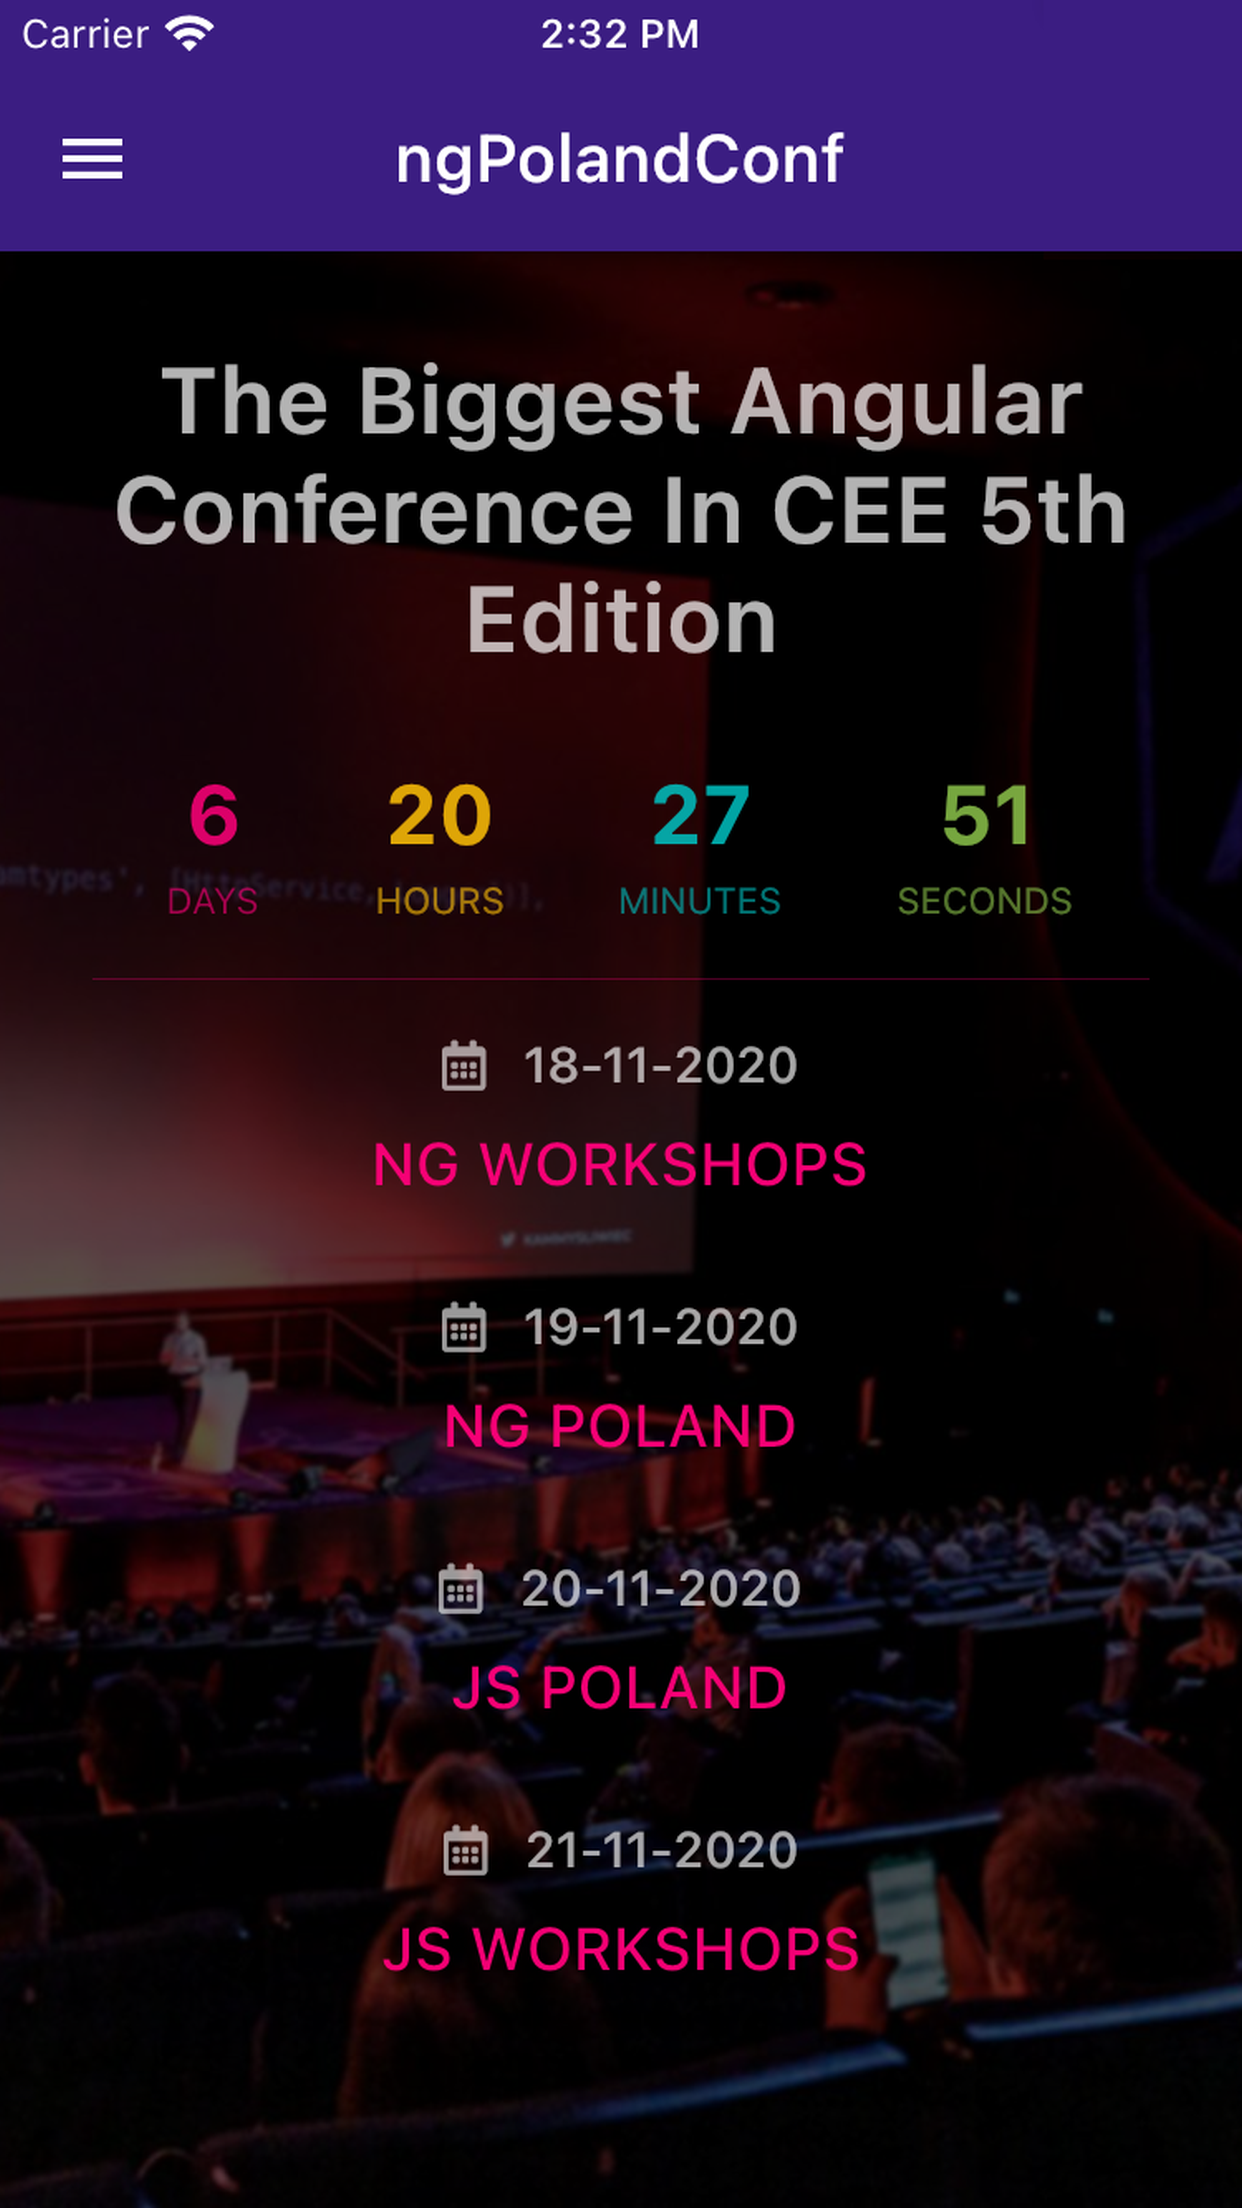 Carrier 2:32 PM
ngPolandConf
The Biggest Angular
Conference In CEE 5th
Edition
6 20 27 51
DAYS HOURS MINUTES SECONDS
18-11-2020
NG WORKSHOPS
19-11-2020
NG POLAND
20-11-2020
JS POLAND
21-11-2020
JS WORKSHOPS